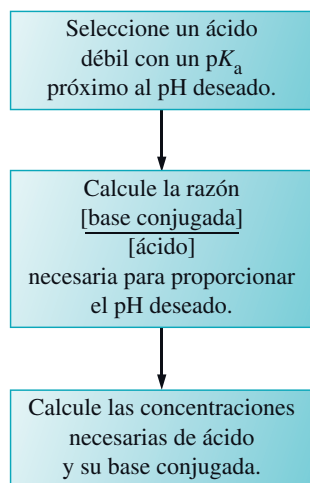 Seleccione un ácido
débil con un pKa
próximo al pH deseado.
Calcule la razón
[base conjugada]
[ácido]
necesaria para proporcionar
el pH deseado.
Calcule las concentraciones
necesarias de ácido
y su base conjugada.